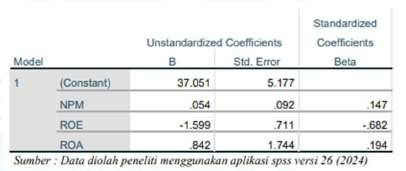 Standardized
Unstandardized Coefficients Coefficients
Model B Std. Error Beta
1 (Constant) 37.051 5.177
NPM .054 .092 .147
ROE -1.599 .711 -.682
ROA .842 1.744 .194
Sumber : Data diolah peneliti menggunakan aplikasi spss versi 26 (2024)